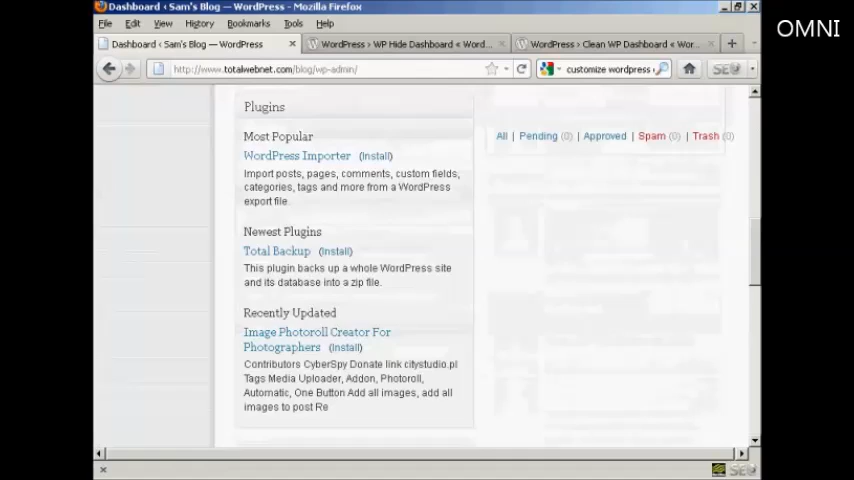 Dashboard ‹ Sam's Blog — WordPress - Mozilla Firefox
OMNI
File Edit View History Bookmarks Tools Help
Dashboard ‹ Sam's Blog — WordPress × WordPress › WP Hide Dashboard « Word... × WordPress › Clean WP Dashboard « Wor... × +
http://www.totalwebnet.com/blog/wp-admin/ customize wordpress SEO
Plugins
Most Popular
WordPress Importer (Install)
Import posts, pages, comments, custom fields,
categories, tags and more from a WordPress
export file.
Newest Plugins
Total Backup (Install)
This plugin backs up a whole WordPress site
and its database into a zip file.
Recently Updated
Image Photoroll Creator For
Photographers (Install)
Contributors CyberSpy Donate link citystudio.pl
Tags Media Uploader, Addon, Photoroll,
Automatic, One Button Add all images, add all
images to post Re
All | Pending (0) | Approved | Spam (0) | Trash (0)
× SEO